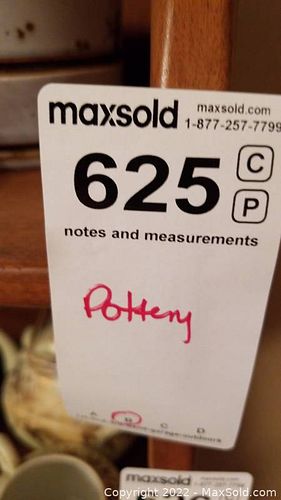 maxsold maxsold.com
1-877-257-7799
625 C
P
notes and measurements
Pottery
A B C D
maxsold
Copyright 2022 - MaxSold.com